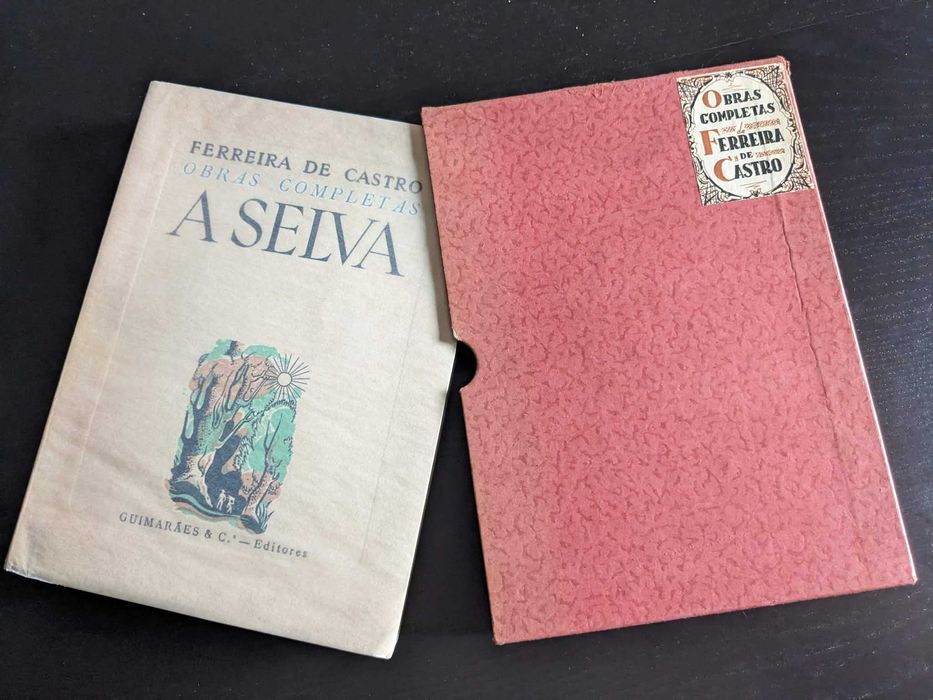 FERREIRA DE CASTRO
OBRAS COMPLETAS
A SELVA
GUIMARÃES & C.ª — Editores
OBRAS
COMPLETAS
FERREIRA
DE
CASTRO